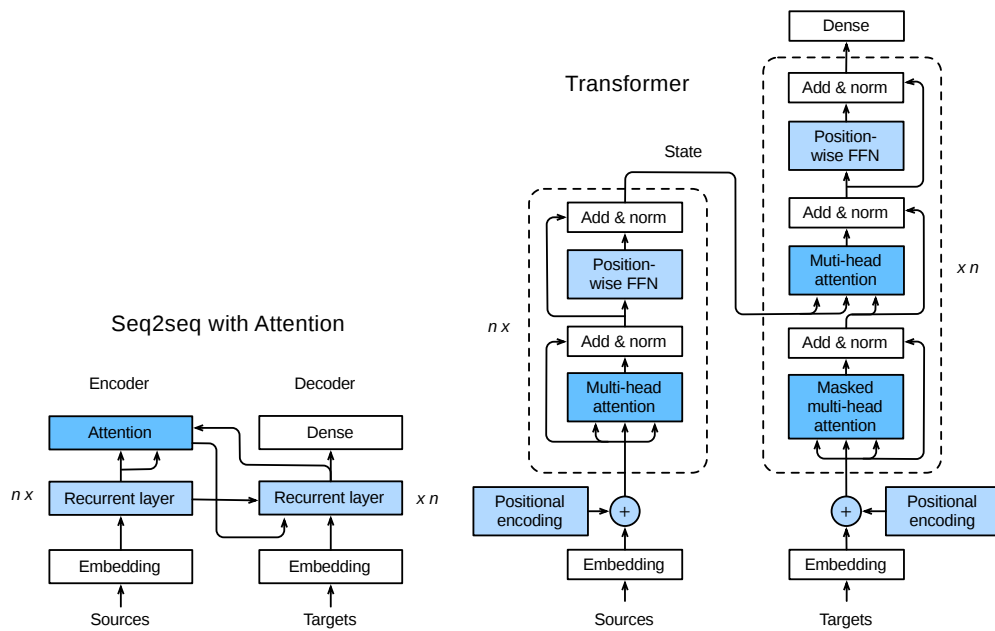 Seq2seq with Attention
Encoder
Decoder
Attention
Dense
n x
Recurrent layer
Recurrent layer
x n
Embedding
Embedding
Sources
Targets
Transformer
State
n x
Add & norm
Position-
wise FFN
Add & norm
Multi-head
attention
Positional
encoding
+
Embedding
Sources
Dense
Add & norm
Position-
wise FFN
Add & norm
Muti-head
attention
x n
Add & norm
Masked
multi-head
attention
+
Positional
encoding
Embedding
Targets